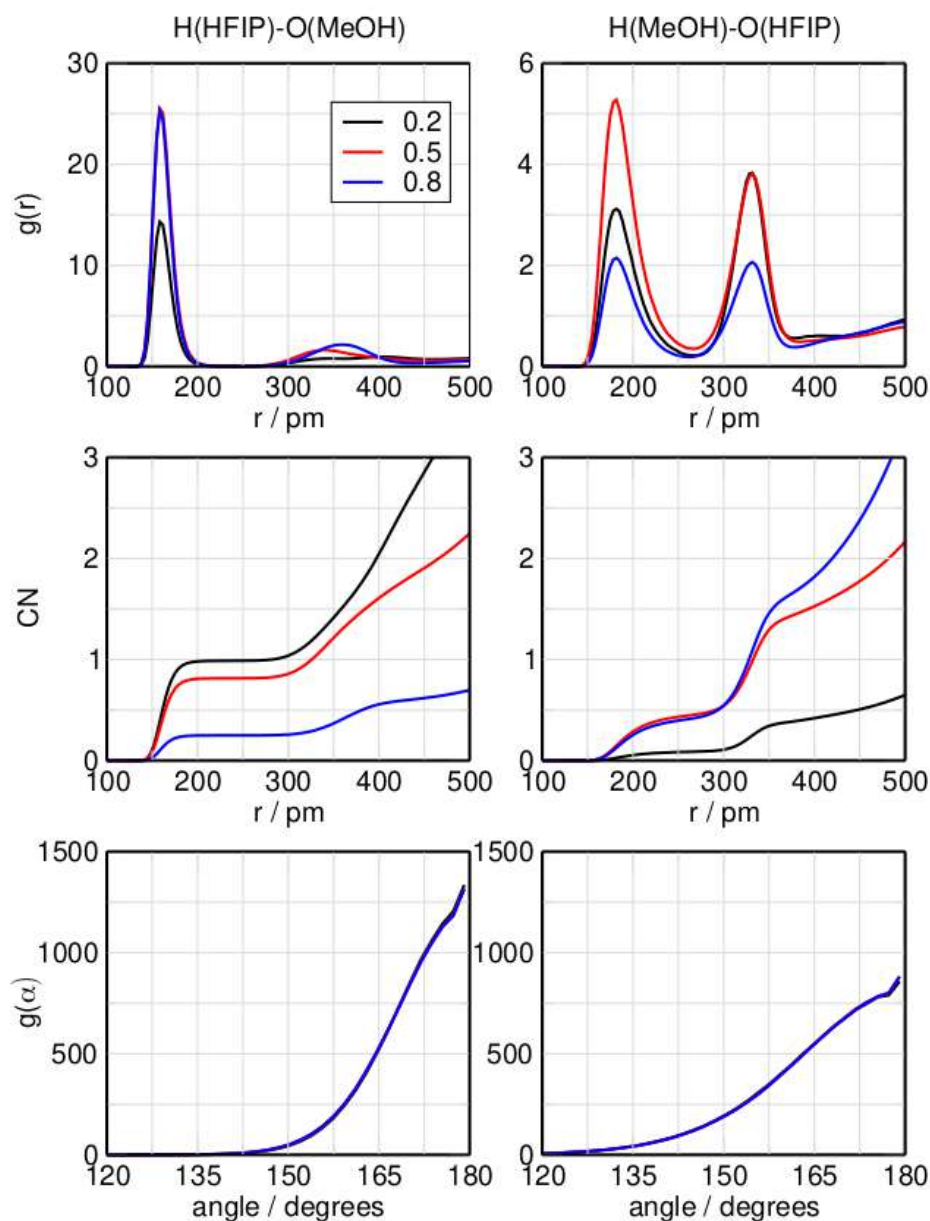 H(HFIP)-O(MeOH)
H(MeOH)-O(HFIP)
30
20
10
0
g(r)
0.2
0.5
0.8
100 200 300 400 500
r / pm
6
4
2
0
100 200 300 400 500
r / pm
3
2
1
0
CN
100 200 300 400 500
r / pm
3
2
1
0
100 200 300 400 500
r / pm
1500
1000
500
0
g(α)
120 135 150 165 180
angle / degrees
1500
1000
500
0
120 135 150 165 180
angle / degrees